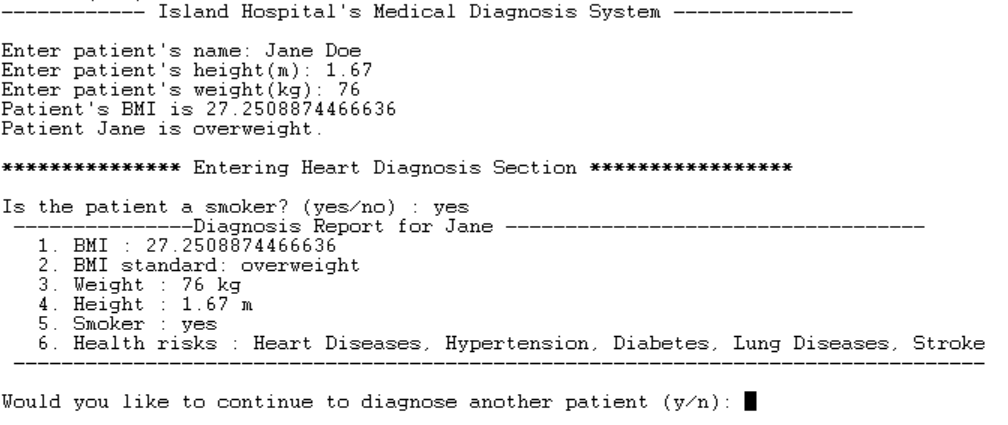 ------------ Island Hospital's Medical Diagnosis System ---------------
Enter patient's name: Jane Doe
Enter patient's height(m): 1.67
Enter patient's weight(kg): 76
Patient's BMI is 27.2508874466636
Patient Jane is overweight.
*************** Entering Heart Diagnosis Section *****************
Is the patient a smoker? (yes/no) : yes
---------------Diagnosis Report for Jane -----------------------------------
1. BMI : 27.2508874466636
2. BMI standard: overweight
3. Weight : 76 kg
4. Height : 1.67 m
5. Smoker : yes
6. Health risks : Heart Diseases, Hypertension, Diabetes, Lung Diseases, Stroke
---------------------------------------------------------------------------------
Would you like to continue to diagnose another patient (y/n):